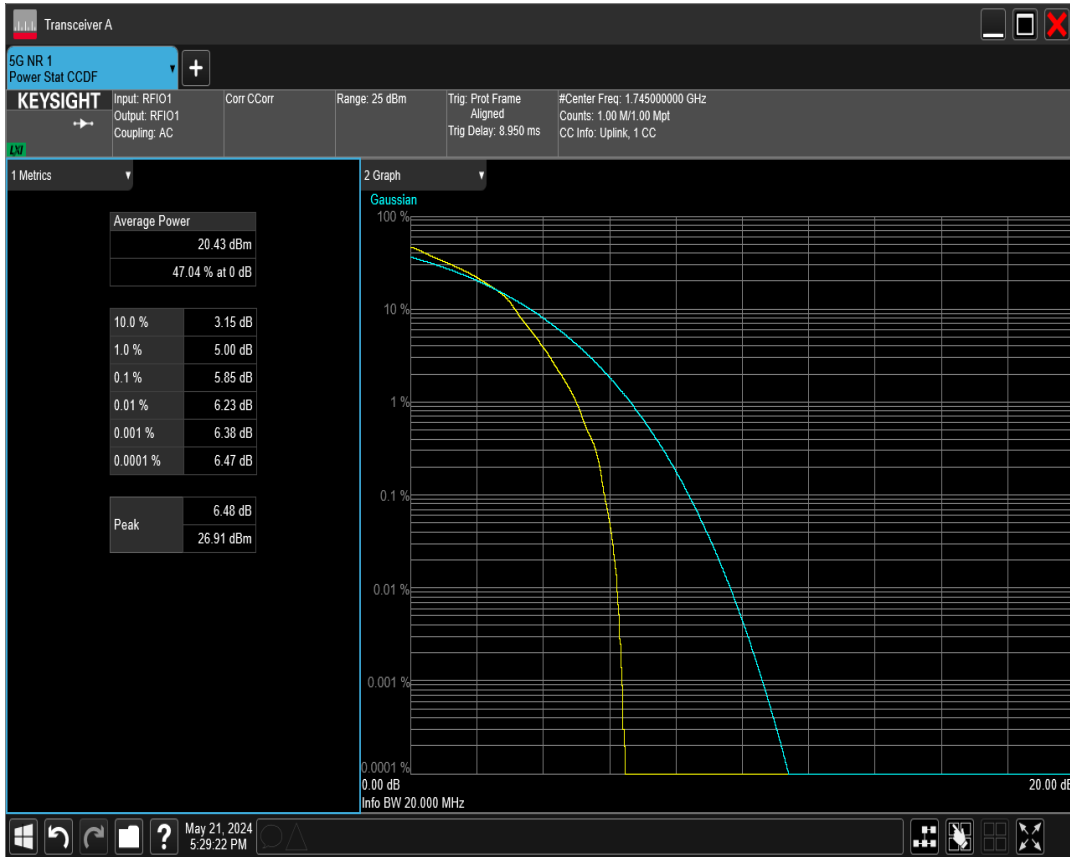 Transceiver A
5G NR 1
Power Stat CCDF
+
KEYSIGHT
LXI
Input: RFIO1
Output: RFIO1
Coupling: AC
Corr CCorr
Range: 25 dBm
Trig: Prot Frame
Aligned
Trig Delay: 8.950 ms
#Center Freq: 1.745000000 GHz
Counts: 1.00 M/1.00 Mpt
CC Info: Uplink, 1 CC
1 Metrics
Average Power
20.43 dBm
47.04 % at 0 dB
10.0 % 3.15 dB
1.0 % 5.00 dB
0.1 % 5.85 dB
0.01 % 6.23 dB
0.001 % 6.38 dB
0.0001 % 6.47 dB
Peak 6.48 dB
26.91 dBm
2 Graph
Gaussian
100 %
10 %
1 %
0.1 %
0.01 %
0.001 %
0.0001 %
0.00 dB 20.00 dB
Info BW 20.000 MHz
?
May 21, 2024
5:29:22 PM